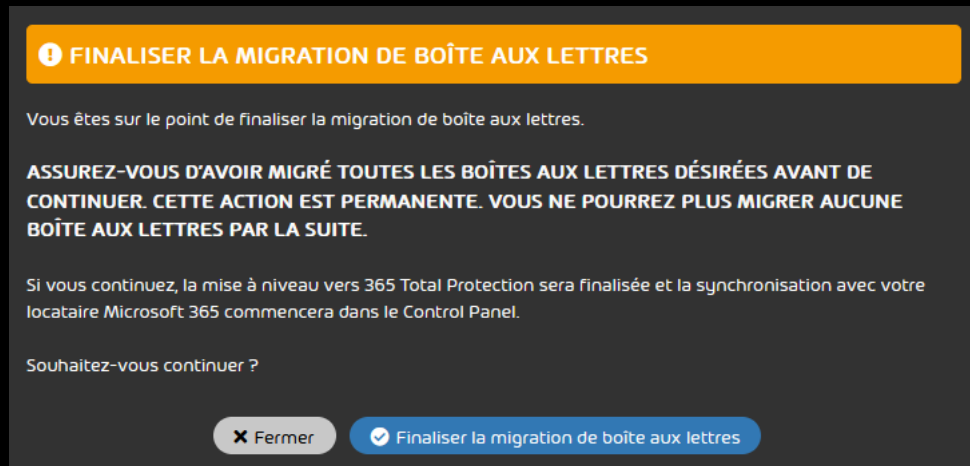 FINALISER LA MIGRATION DE BOÎTE AUX LETTRES
Vous êtes sur le point de finaliser la migration de boîte aux lettres.
ASSUREZ-VOUS D'AVOIR MIGRÉ TOUTES LES BOÎTES AUX LETTRES DÉSIRÉES AVANT DE
CONTINUER. CETTE ACTION EST PERMANENTE. VOUS NE POURREZ PLUS MIGRER AUCUNE
BOÎTE AUX LETTRES PAR LA SUITE.
Si vous continuez, la mise à niveau vers 365 Total Protection sera finalisée et la synchronisation avec votre
locataire Microsoft 365 commencera dans le Control Panel.
Souhaitez-vous continuer ?
Fermer
Finaliser la migration de boîte aux lettres